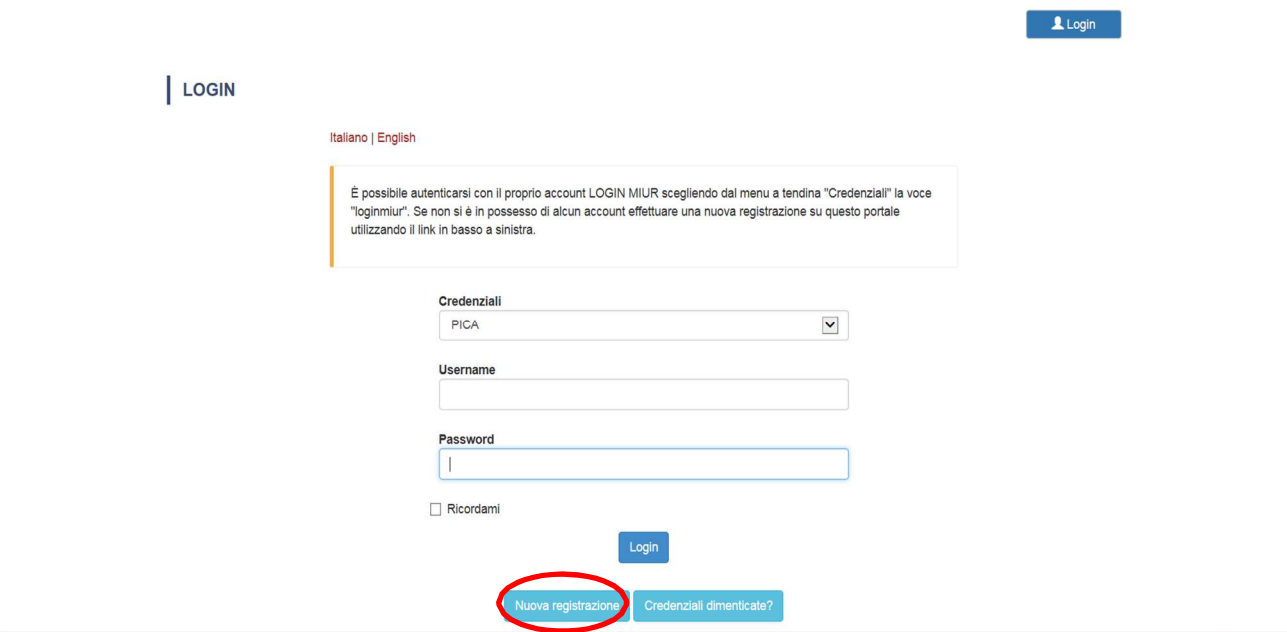 Login
LOGIN
Italiano | English
È possibile autenticarsi con il proprio account LOGIN MIUR scegliendo dal menu a tendina "Credenziali" la voce
"loginmiur". Se non si è in possesso di alcun account effettuare una nuova registrazione su questo portale
utilizzando il link in basso a sinistra.
Credenziali
PICA
Username
Password
Ricordami
Login
Nuova registrazione
Credenziali dimenticate?